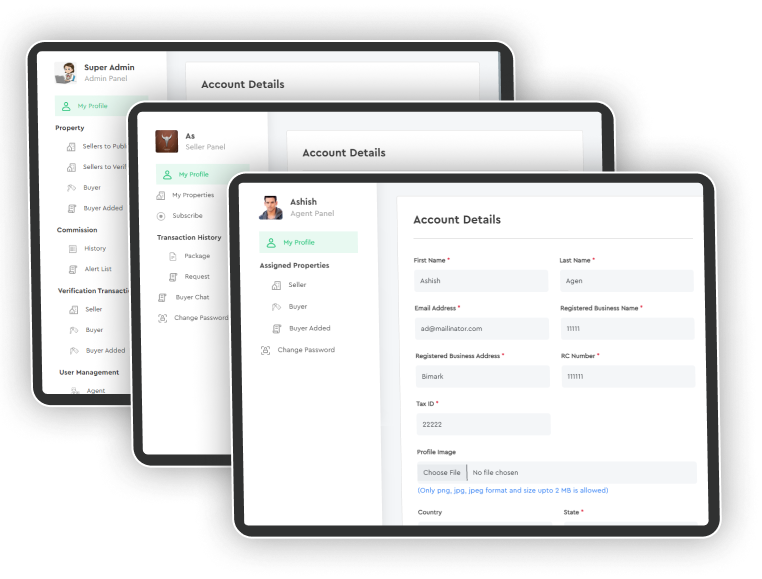 Super Admin
Admin Panel
My Profile
Property
Sellers to Publ
Sellers to Verif
Buyer
Buyer Added
Commission
History
Alert List
Verification Transacti
Seller
Buyer
Buyer Added
User Management
Agent
Account Details
As
Seller Panel
My Profile
My Properties
Subscribe
Transaction History
Package
Request
Buyer Chat
Change Password
Account Details
Ashish
Agent Panel
My Profile
Assigned Properties
Seller
Buyer
Buyer Added
Change Password
Account Details
First Name * Last Name *
Ashish Agen
Email Address * Registered Business Name *
ad@mailinator.com 11111
Registered Business Address * RC Number *
Bimark 111111
Tax ID *
22222
Profile Image
Choose File No file chosen
(Only png, jpg, jpeg format and size upto 2 MB is allowed)
Country State *